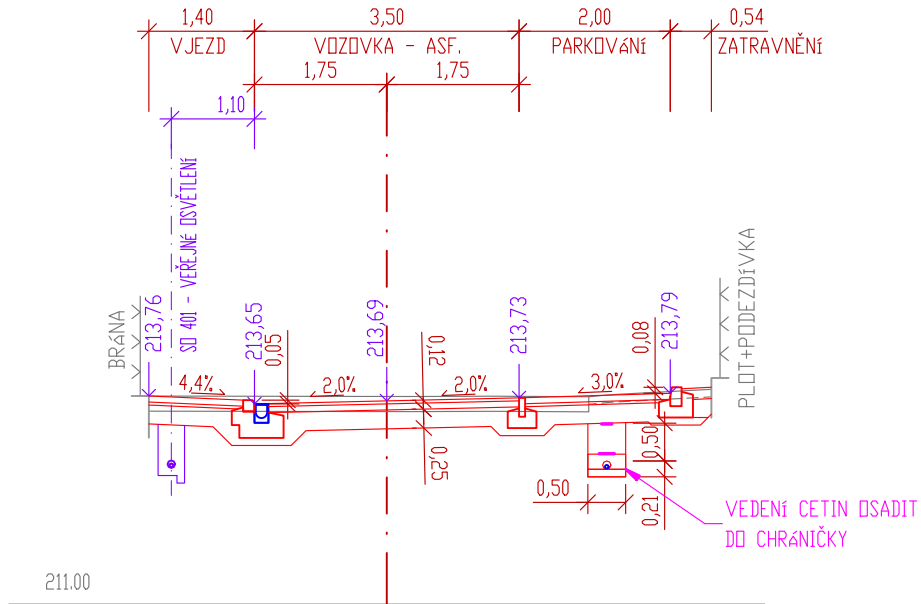 1,40
3,50
2,00
0,54
VJEZD
VOZOVKA - ASF.
PARKOVÁNÍ
ZATRAVNĚNÍ
1,75
1,75
1,10
SO 401 - VEŘEJNÉ OSVĚTLENÍ
BRÁNA
213,76
213,65
0,05
213,69
0,12
213,73
0,08
213,79
PLOT+PODEZDÍVKA
4,4%
2,0%
2,0%
3,0%
0,25
0,50
0,50
0,21
VEDENÍ CETIN OSADIT
DO CHRÁNIČKY
211.00